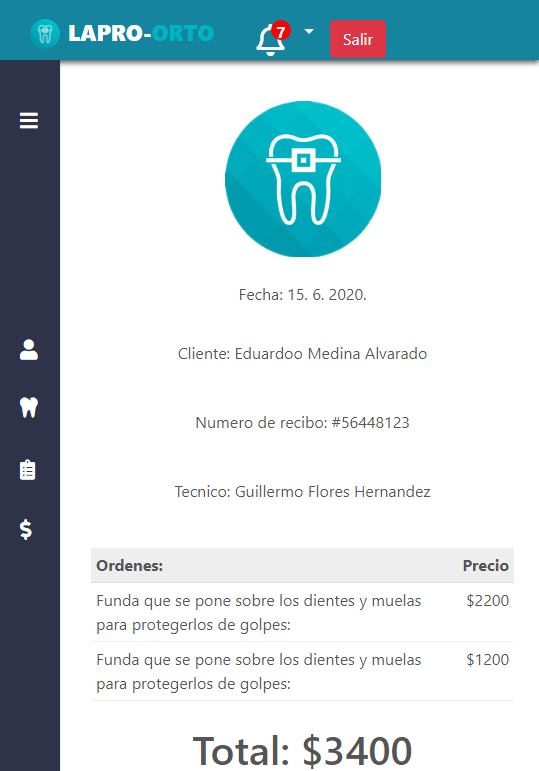 LAPRO-ORTO
7
Salir
Fecha: 15. 6. 2020.
Cliente: Eduardoo Medina Alvarado
Numero de recibo: #56448123
Tecnico: Guillermo Flores Hernandez
Ordenes: Precio
Funda que se pone sobre los dientes y muelas $2200
para protegerlos de golpes:
Funda que se pone sobre los dientes y muelas $1200
para protegerlos de golpes:
Total: $3400